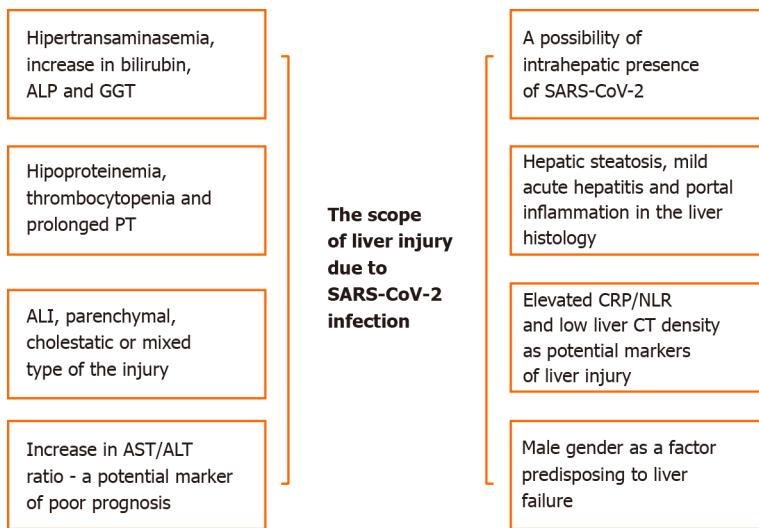 Hipertransaminasemia,
increase in bilirubin,
ALP and GGT
Hipoproteinemia,
thrombocytopenia and
prolonged PT
ALI, parenchymal,
cholestatic or mixed
type of the injury
Increase in AST/ALT
ratio - a potential marker
of poor prognosis
The scope
of liver injury
due to
SARS-CoV-2
infection
A possibility of
intrahepatic presence
of SARS-CoV-2
Hepatic steatosis, mild
acute hepatitis and portal
inflammation in the liver
histology
Elevated CRP/NLR
and low liver CT density
as potential markers
of liver injury
Male gender as a factor
predisposing to liver
failure